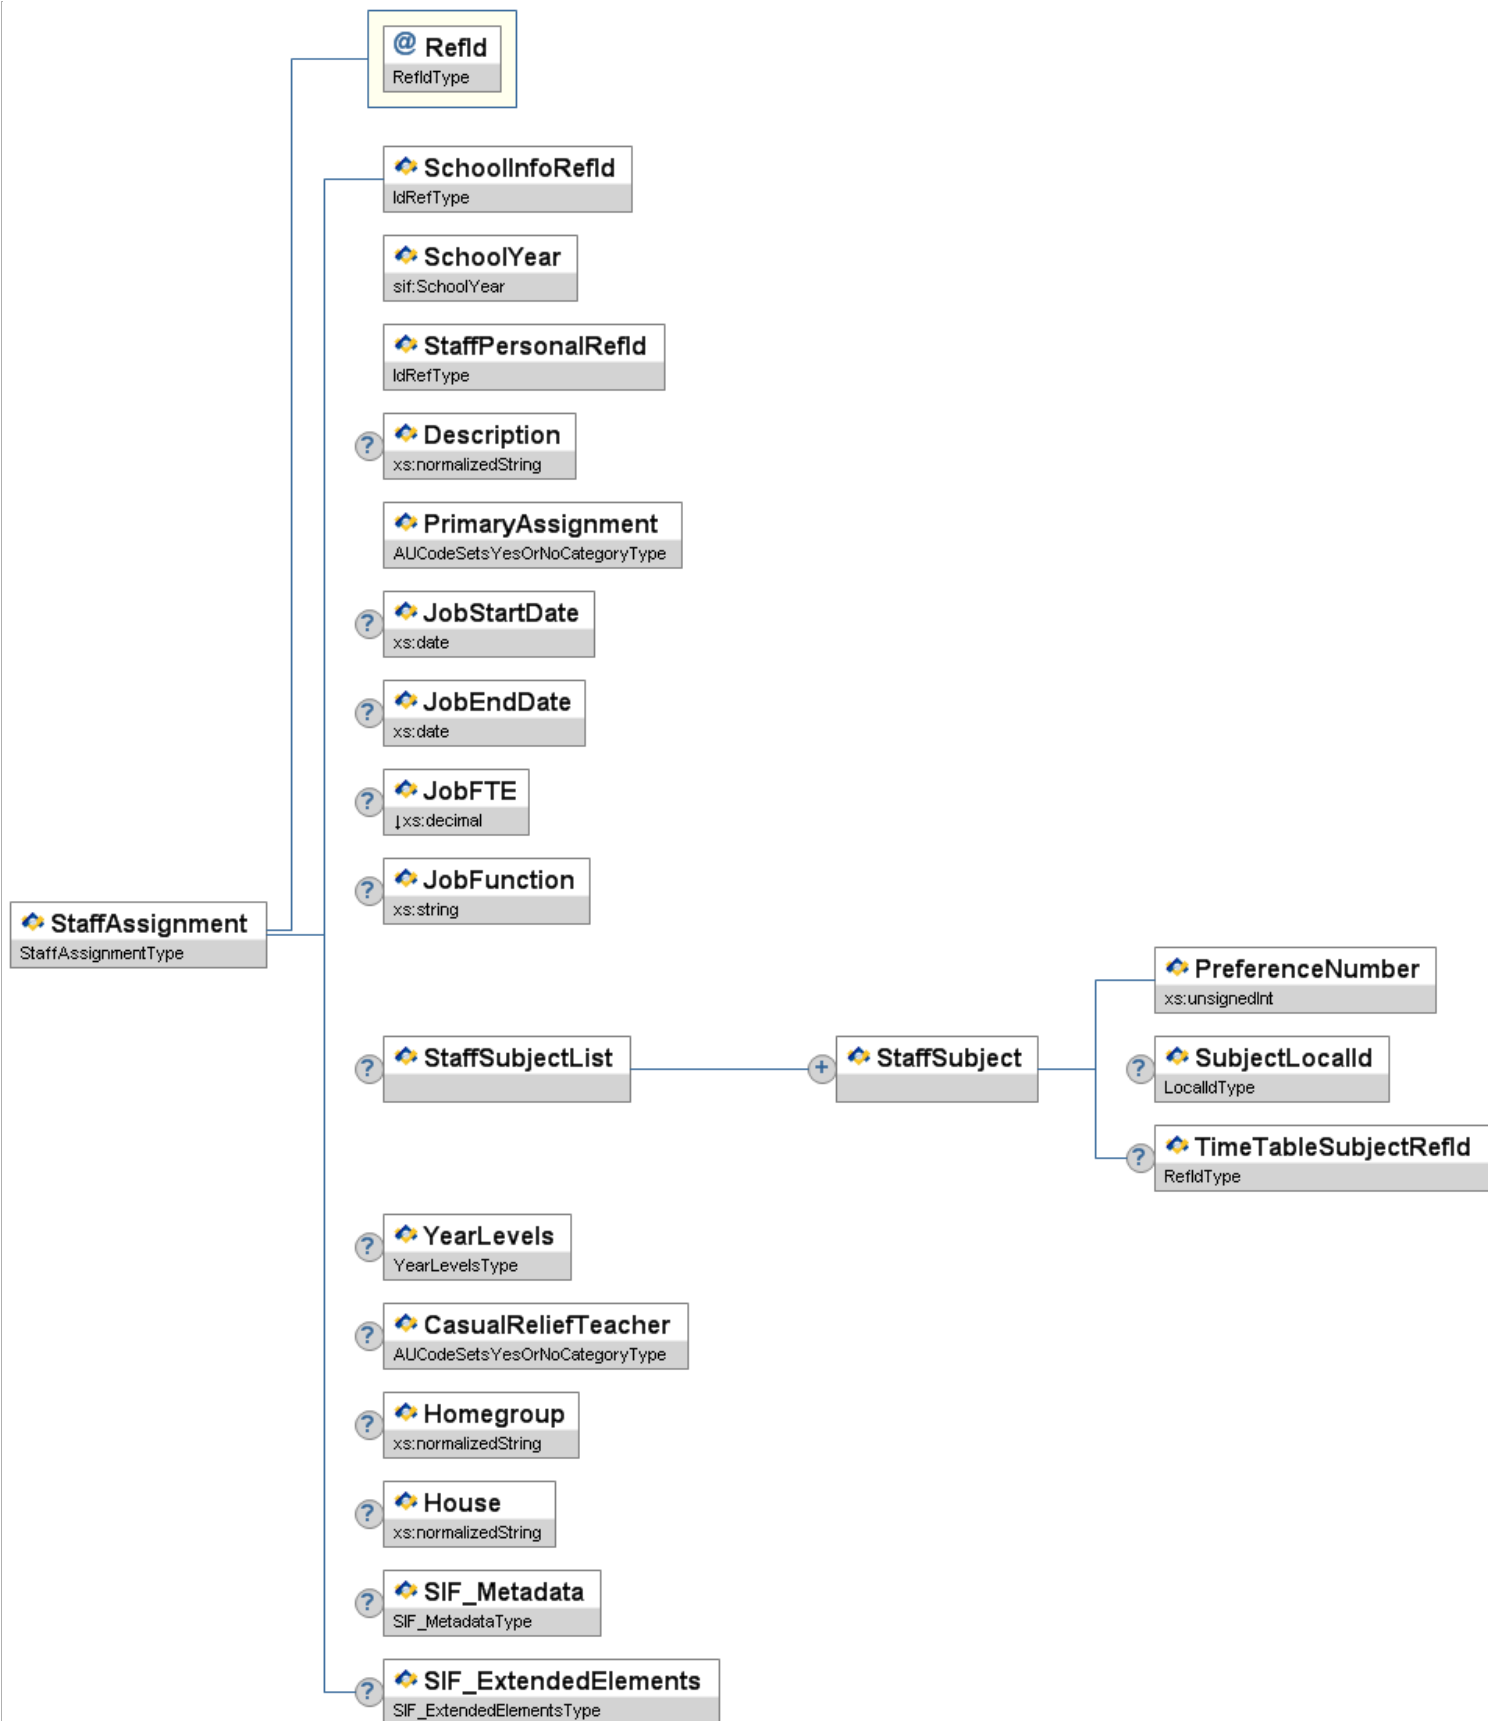 @ RefId
RefIdType
SchoolInfoRefId
IdRefType
SchoolYear
sif:SchoolYear
StaffPersonalRefId
IdRefType
? Description
xs:normalizedString
PrimaryAssignment
AUCodeSetsYesOrNoCategoryType
? JobStartDate
xs:date
? JobEndDate
xs:date
? JobFTE
↓xs:decimal
? JobFunction
xs:string
StaffAssignment
StaffAssignmentType
? StaffSubjectList
+ StaffSubject
PreferenceNumber
xs:unsignedInt
? SubjectLocalId
LocalIdType
? TimeTableSubjectRefId
RefIdType
? YearLevels
YearLevelsType
? CasualReliefTeacher
AUCodeSetsYesOrNoCategoryType
? Homegroup
xs:normalizedString
? House
xs:normalizedString
? SIF_Metadata
SIF_MetadataType
? SIF_ExtendedElements
SIF_ExtendedElementsType